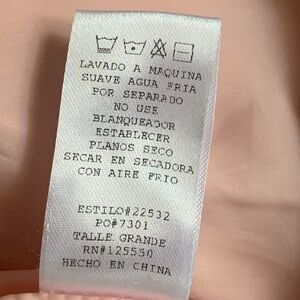 LAVADO A MAQUINA
SUAVE AGUA FRIA
POR SEPARADO
NO USE
BLANQUEADOR
ESTABLECER
PLANOS SECO
SECAR EN SECADORA
CON AIRE FRIO
ESTILO#22532
PO#7301
TALLE GRANDE
RN#125550
HECHO EN CHINA